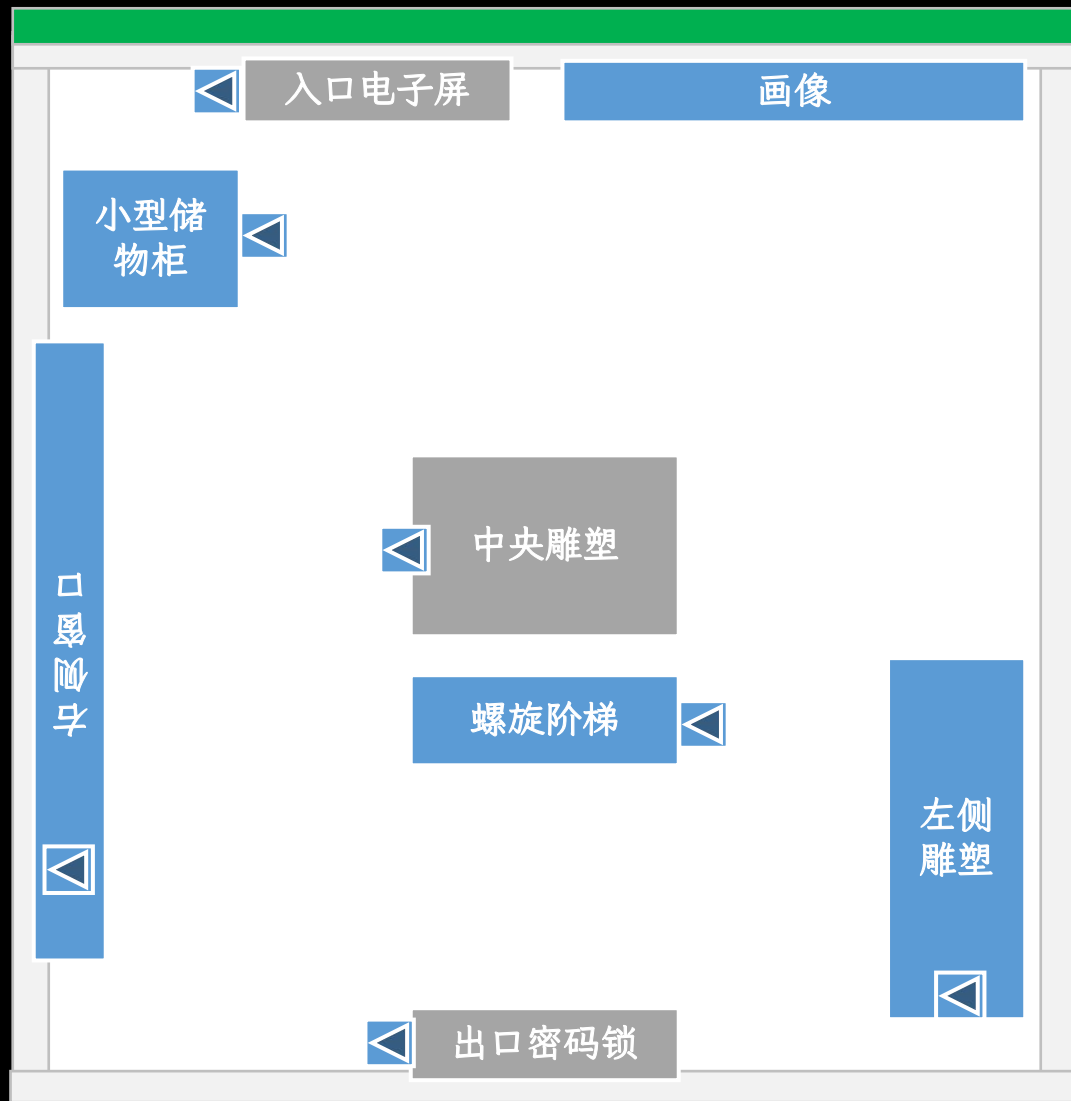 入口电子屏
画像
小型储
物柜
右侧窗口
中央雕塑
螺旋阶梯
左侧
雕塑
出口密码锁